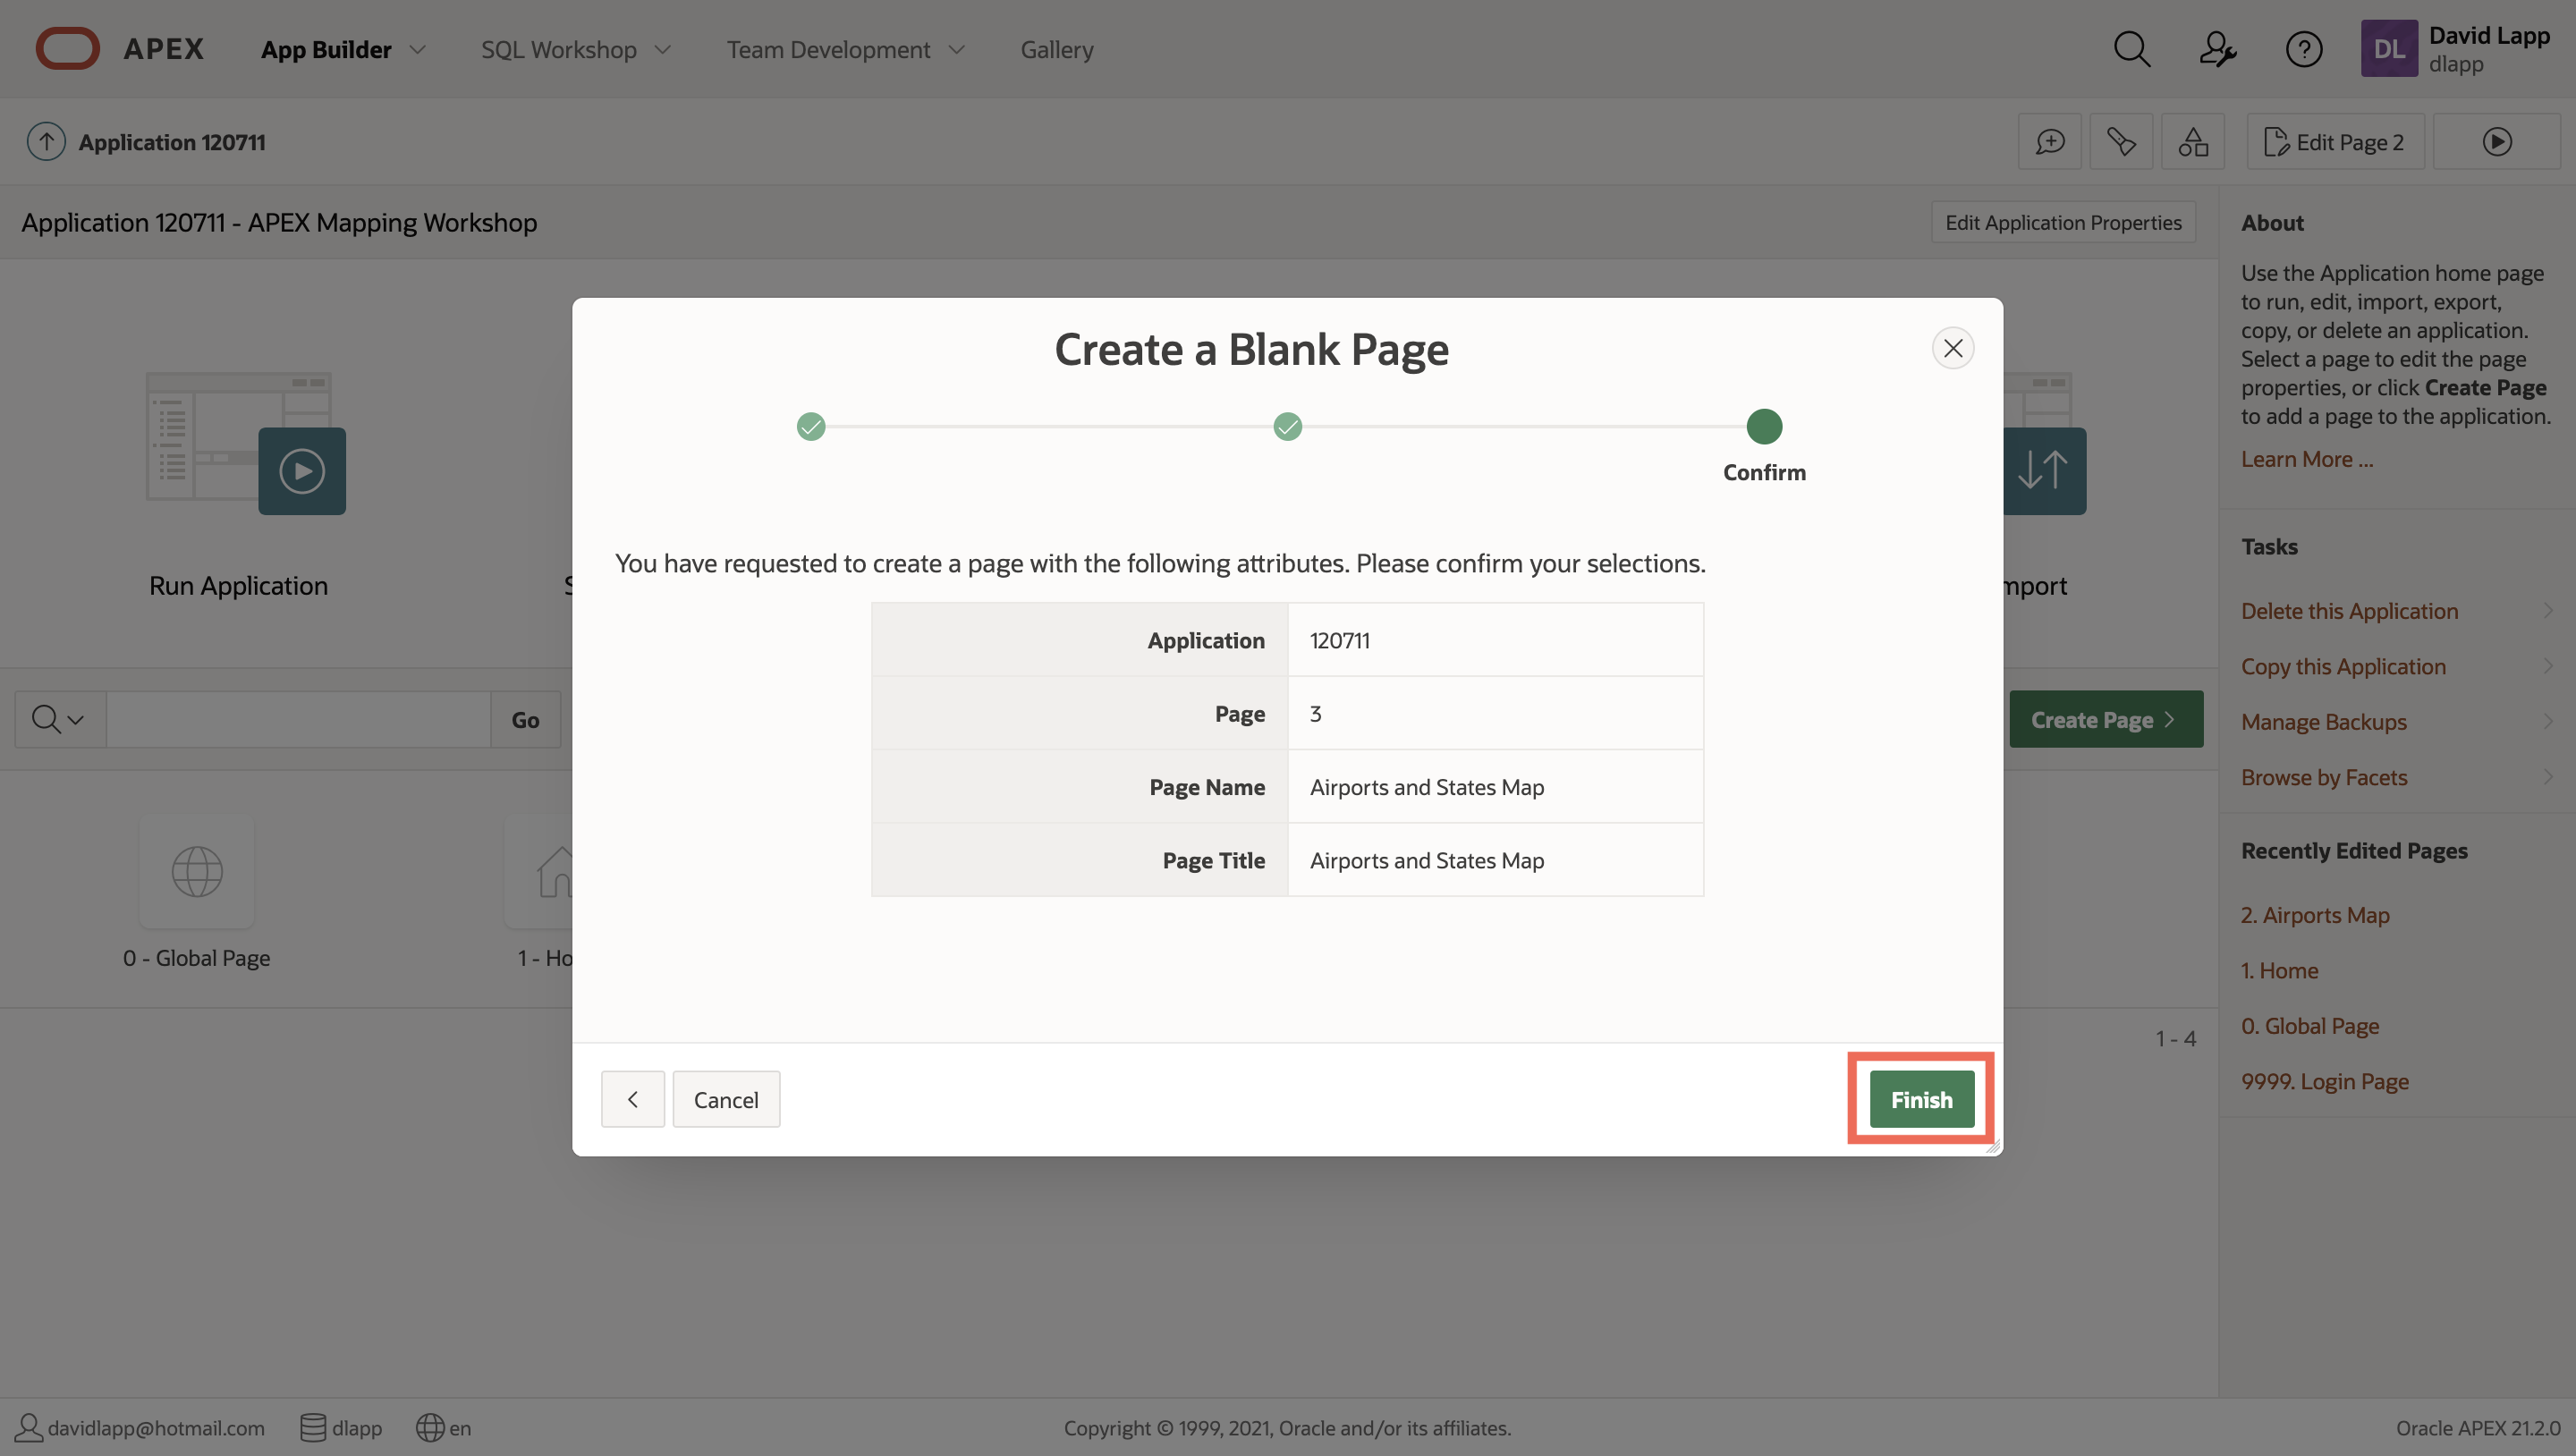 APEX
App Builder
SQL Workshop
Team Development
Gallery
DL
David Lapp
dlapp
Application 120711
Edit Page 2
Application 120711 - APEX Mapping Workshop
Edit Application Properties
Run Application
Go
Create Page
0 - Global Page
1 - Ho
1 - 4
Create a Blank Page
Confirm
You have requested to create a page with the following attributes. Please confirm your selections.
Application 120711
Page 3
Page Name Airports and States Map
Page Title Airports and States Map
Cancel
Finish
About
Use the Application home page
to run, edit, import, export,
copy, or delete an application.
Select a page to edit the page
properties, or click Create Page
to add a page to the application.
Learn More ...
Tasks
Delete this Application
Copy this Application
Manage Backups
Browse by Facets
Recently Edited Pages
2. Airports Map
1. Home
0. Global Page
9999. Login Page
davidlapp@hotmail.com
dlapp
en
Copyright © 1999, 2021, Oracle and/or its affiliates.
Oracle APEX 21.2.0